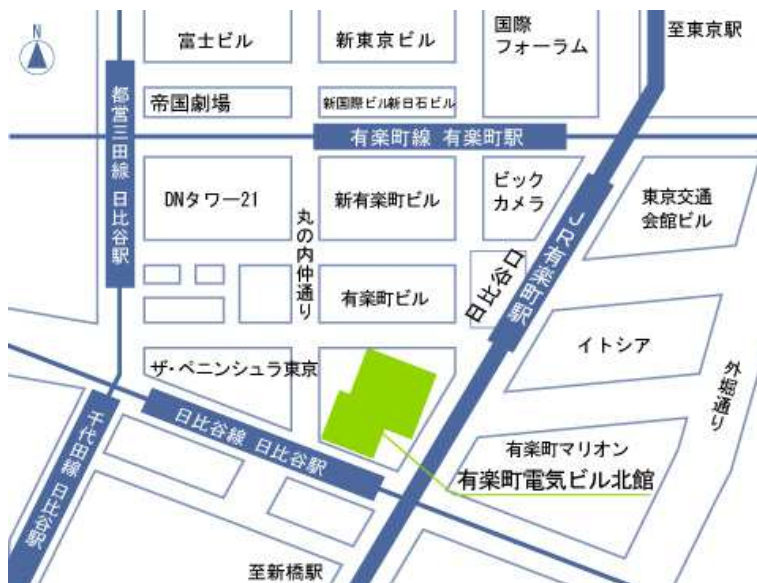 N
富士ビル
新東京ビル
国際
フォーラム
至東京駅
都営三田線 日比谷駅
帝国劇場
新国際ビル新日石ビル
有楽町線 有楽町駅
DNタワー21
丸の内仲通り
新有楽町ビル
ビック
カメラ
JR有楽町駅
東京交通
会館ビル
日比谷口
有楽町ビル
イトシア
外堀通り
ザ・ペニンシュラ東京
千代田線 日比谷駅
日比谷線 日比谷駅
有楽町マリオン
有楽町電気ビル北館
至新橋駅